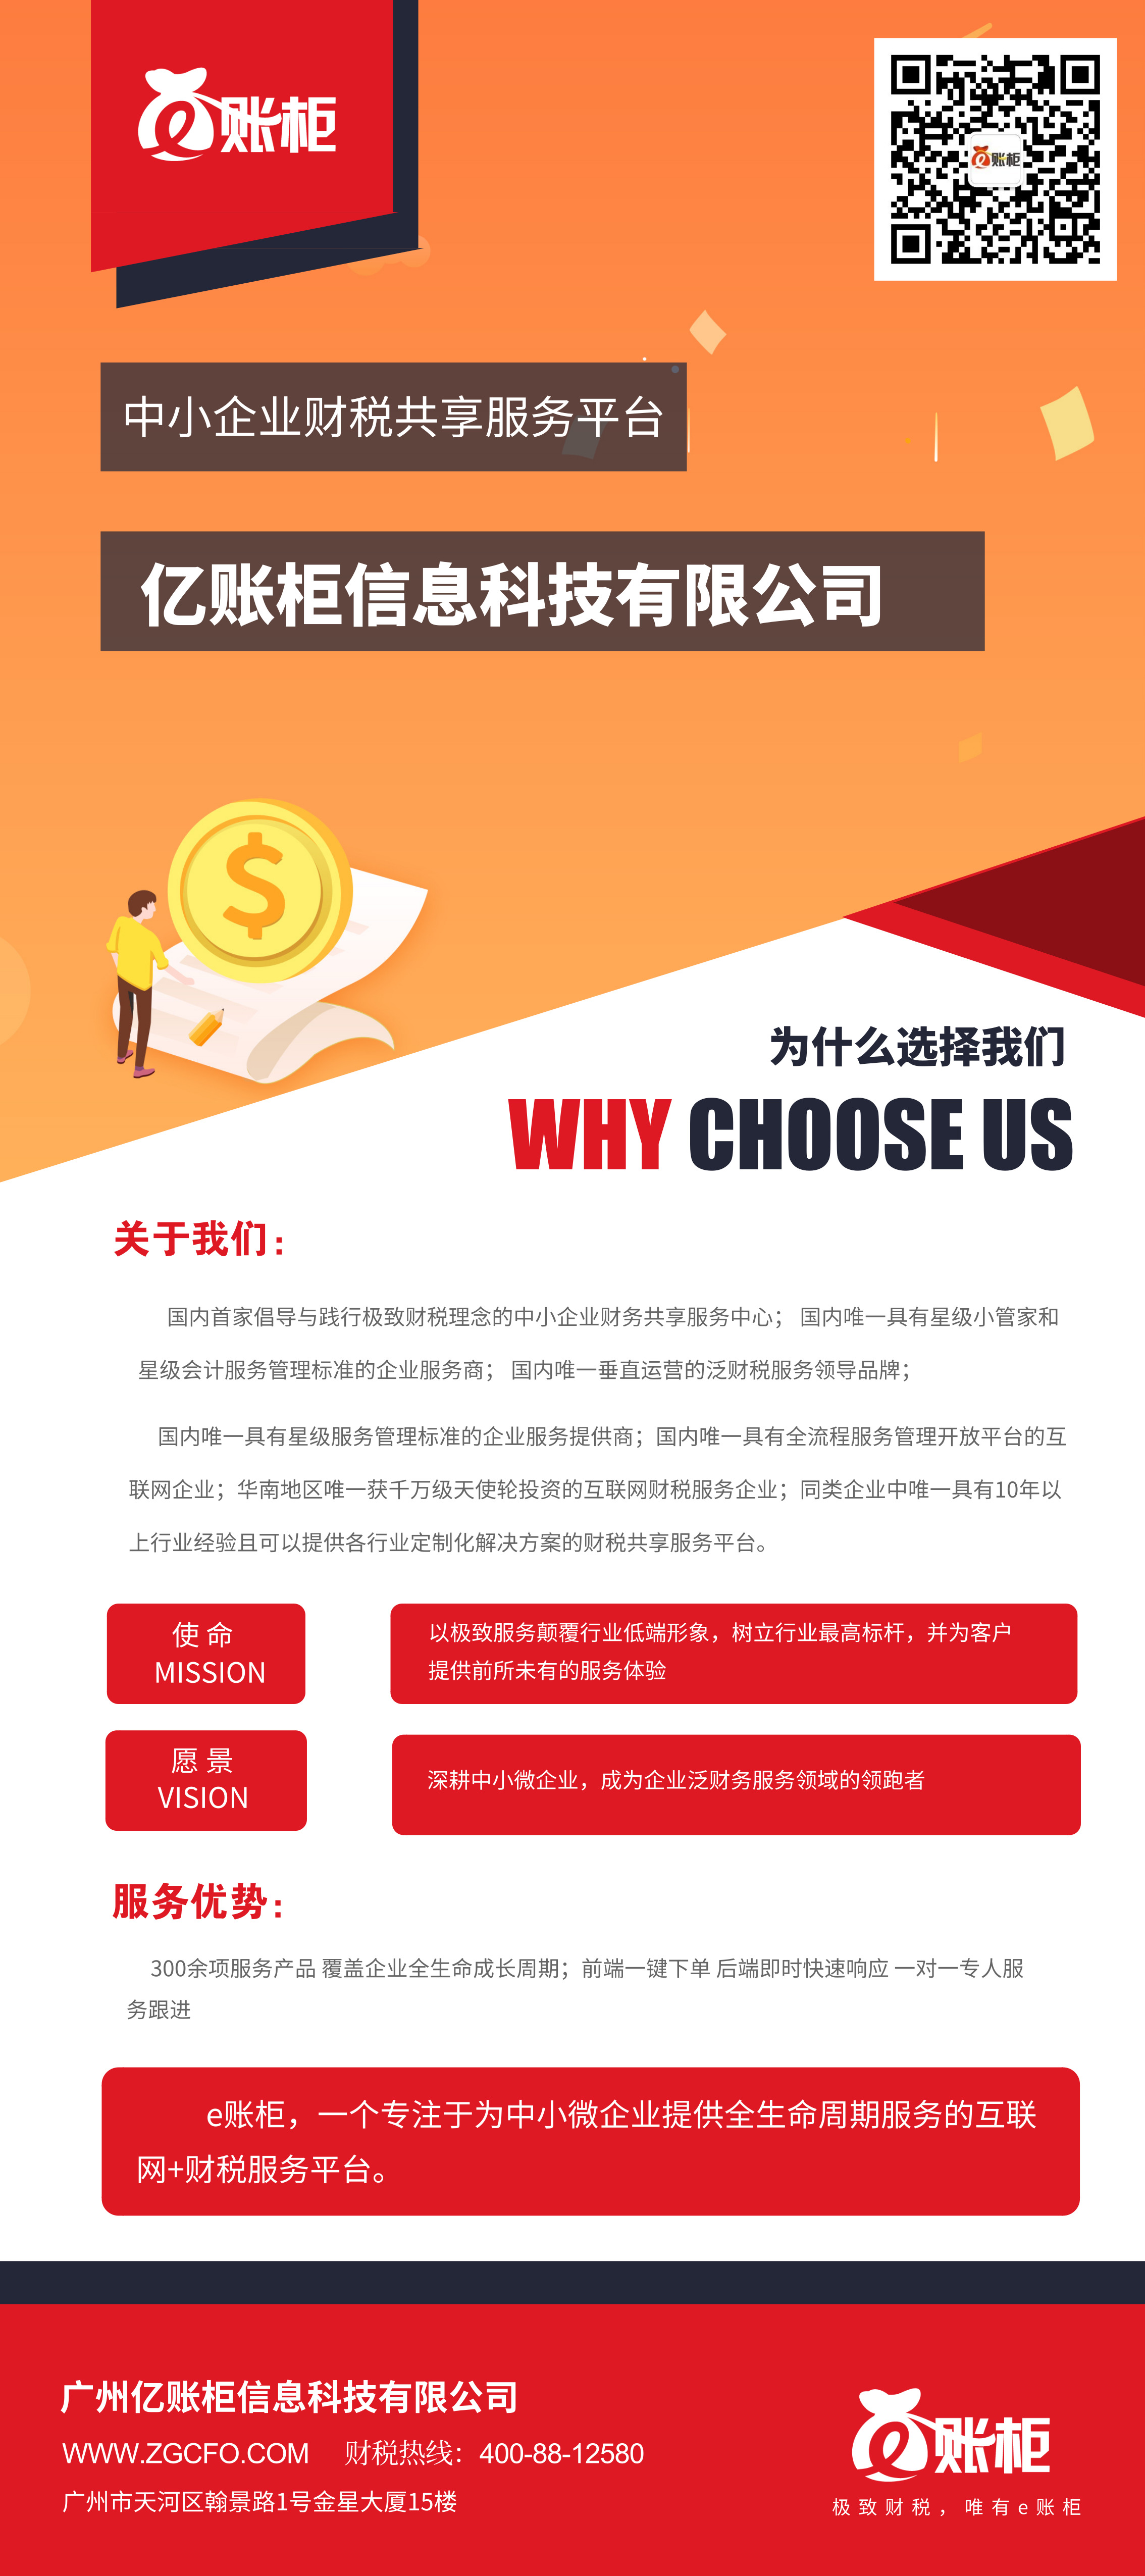 e账柜
e账柜
中小企业财税共享服务平台
亿账柜信息科技有限公司
$
为什么选择我们
WHY CHOOSE US
关于我们：
国内首家倡导与践行极致财税理念的中小企业财务共享服务中心； 国内唯一具有星级小管家和
星级会计服务管理标准的企业服务商； 国内唯一垂直运营的泛财税服务领导品牌；
国内唯一具有星级服务管理标准的企业服务提供商；国内唯一具有全流程服务管理开放平台的互
联网企业；华南地区唯一获千万级天使轮投资的互联网财税服务企业；同类企业中唯一具有10年以
上行业经验且可以提供各行业定制化解决方案的财税共享服务平台。
使 命
MISSION
以极致服务颠覆行业低端形象，树立行业最高标杆，并为客户
提供前所未有的服务体验
愿 景
VISION
深耕中小微企业，成为企业泛财务服务领域的领跑者
服务优势：
300余项服务产品 覆盖企业全生命成长周期；前端一键下单 后端即时快速响应 一对一专人服
务跟进
e账柜，一个专注于为中小微企业提供全生命周期服务的互联
网+财税服务平台。
广州亿账柜信息科技有限公司
WWW.ZGCFO.COM 财税热线：400-88-12580
广州市天河区翰景路1号金星大厦15楼
e账柜
极致财税，唯有e账柜